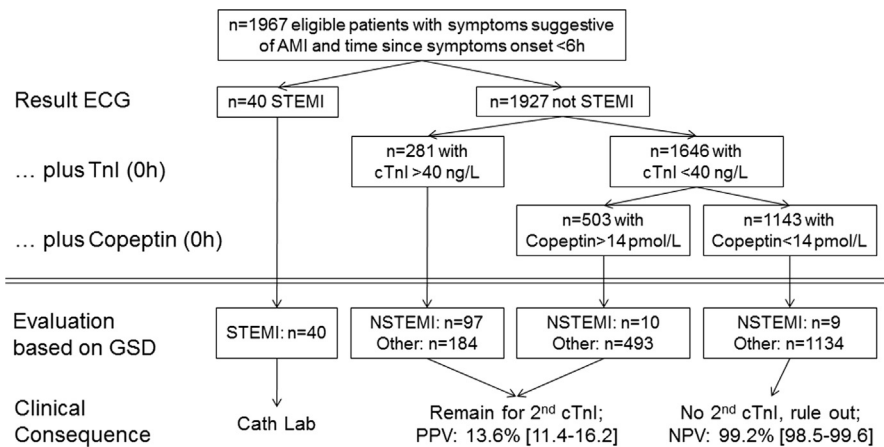 n=1967 eligible patients with symptoms suggestive
of AMI and time since symptoms onset <6h
Result ECG
n=40 STEMI
n=1927 not STEMI
… plus TnI (0h)
n=281 with
cTnI >40 ng/L
n=1646 with
cTnI <40 ng/L
… plus Copeptin (0h)
n=503 with
Copeptin>14 pmol/L
n=1143 with
Copeptin<14 pmol/L
Evaluation
based on GSD
STEMI: n=40
NSTEMI: n=97
Other: n=184
NSTEMI: n=10
Other: n=493
NSTEMI: n=9
Other: n=1134
Clinical
Consequence
Cath Lab
Remain for 2nd cTnI;
PPV: 13.6% [11.4-16.2]
No 2nd cTnI, rule out;
NPV: 99.2% [98.5-99.6]